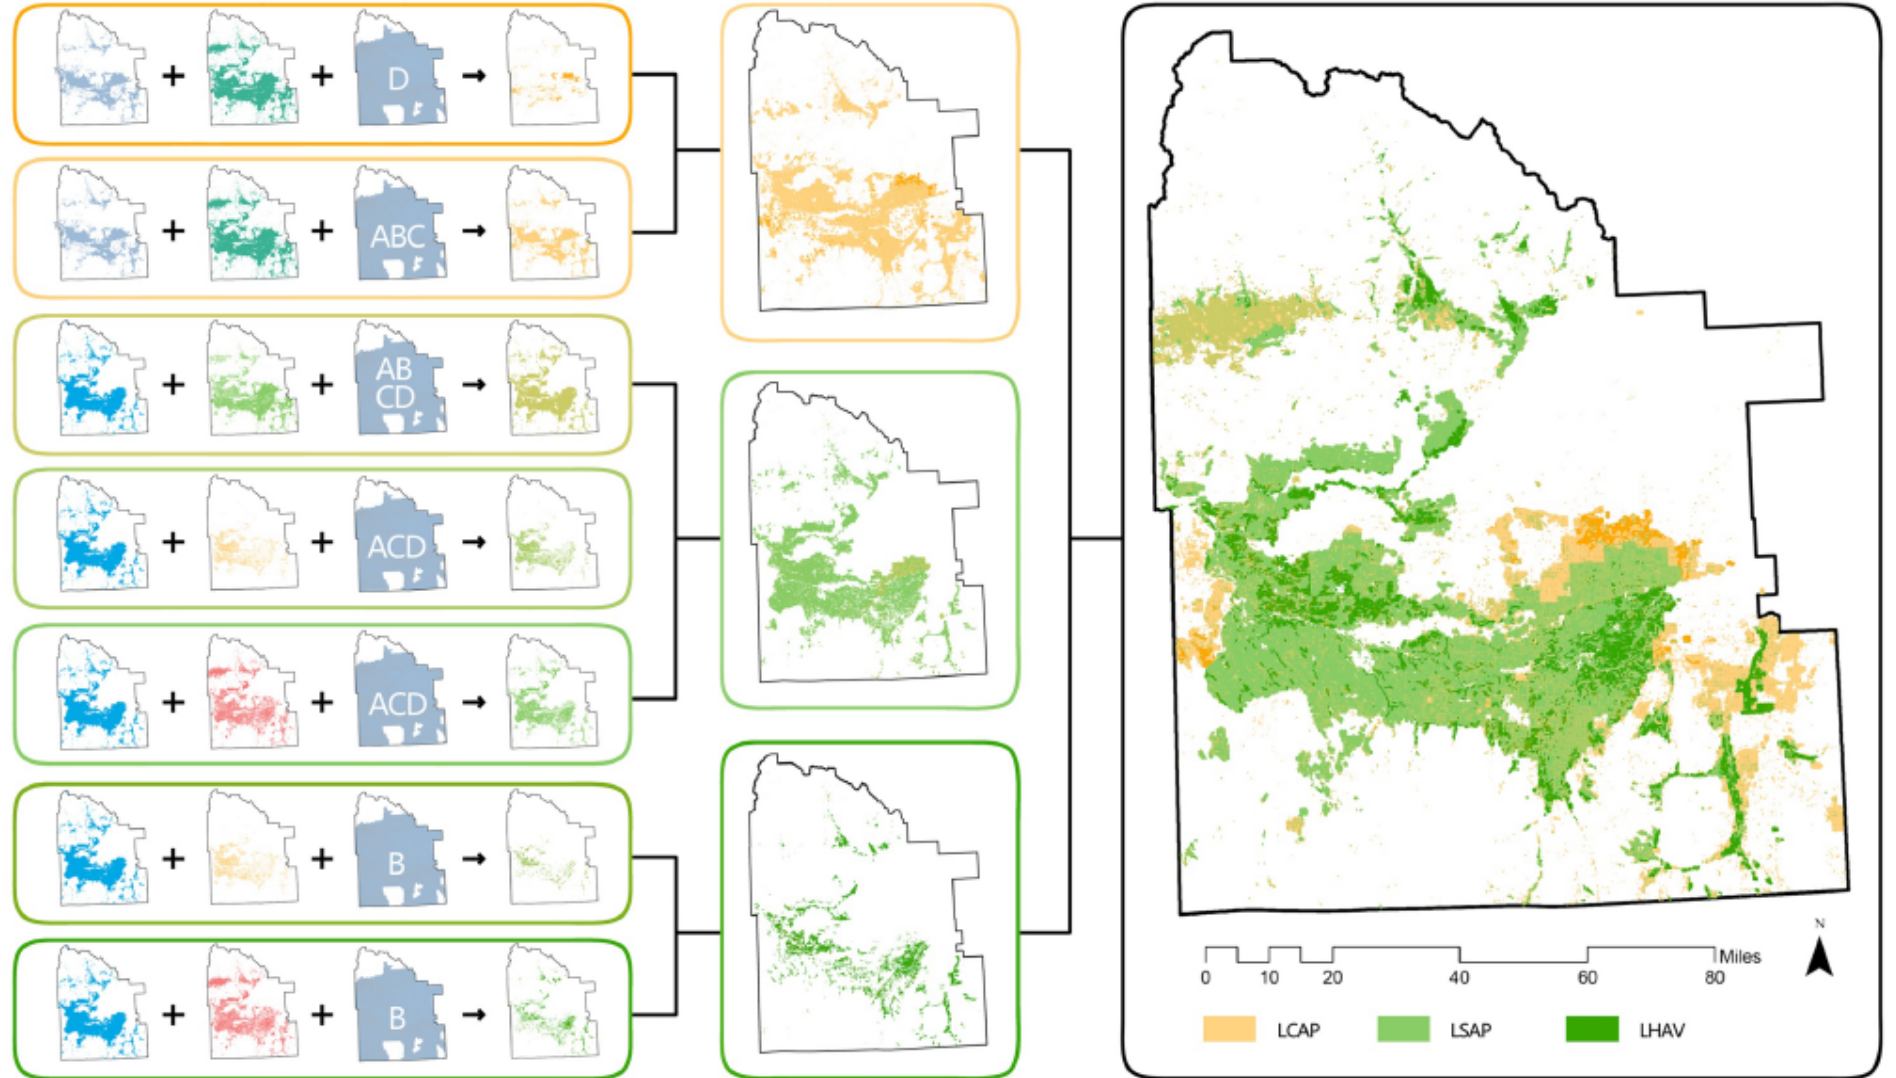 + + D →
+ + ABC →
+ + AB
CD →
+ + ACD →
+ + ACD →
+ + B →
+ + B →
N
0 10 20 40 60 80 Miles
LCAP LSAP LHAV